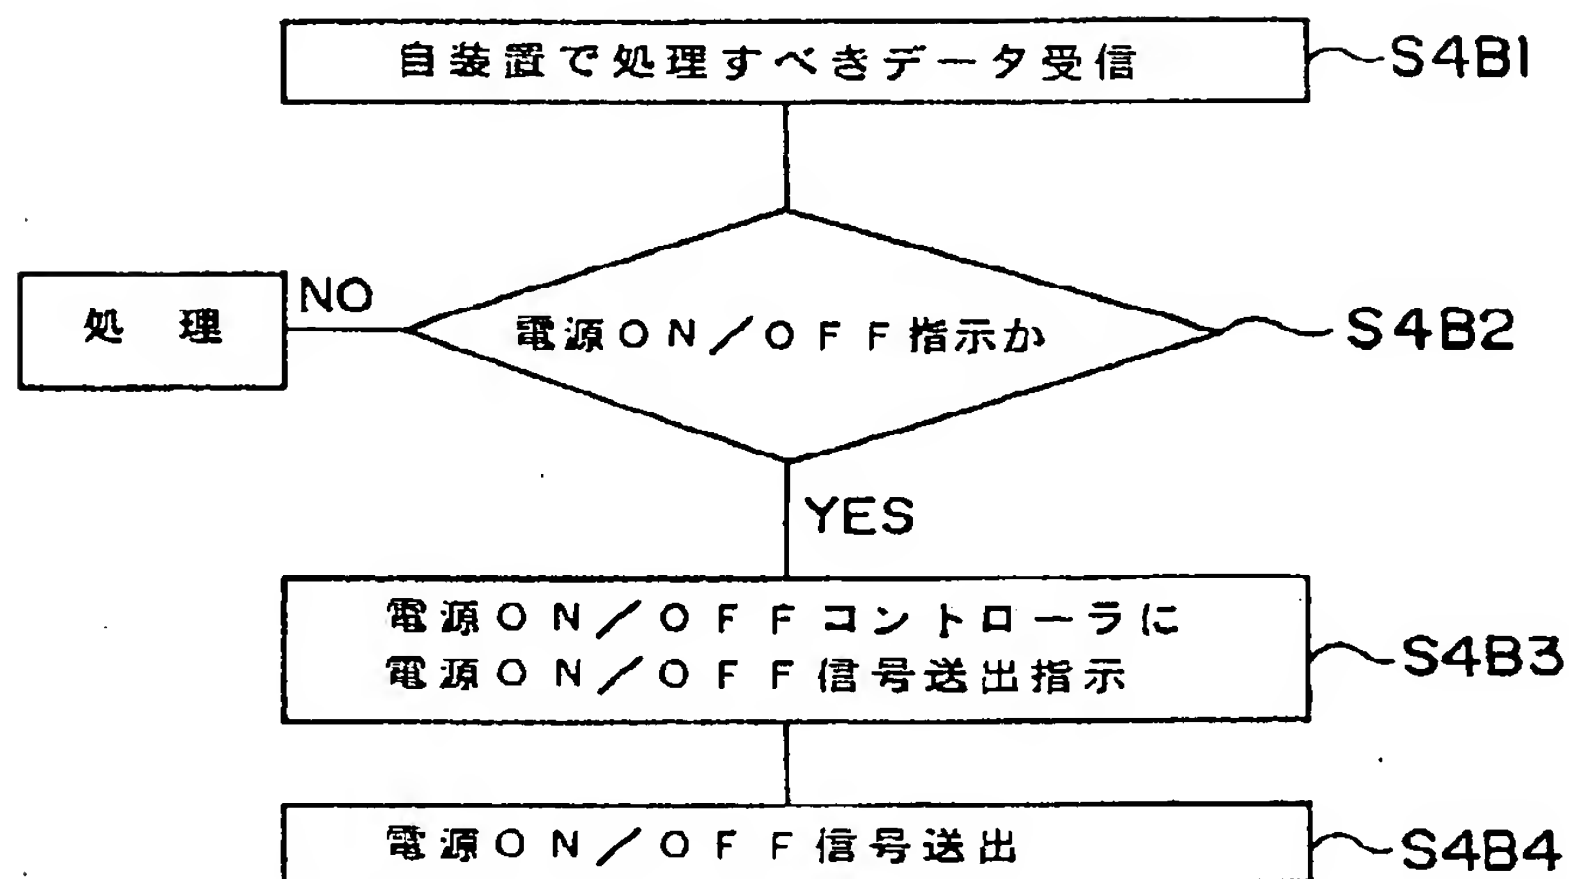 自装置で処理すべきデータ受信
S4B1
NO
処 理
電源ON/OFF指示か
S4B2
YES
電源ON/OFFコントローラに
電源ON/OFF信号送出指示
S4B3
電源ON/OFF信号送出
S4B4